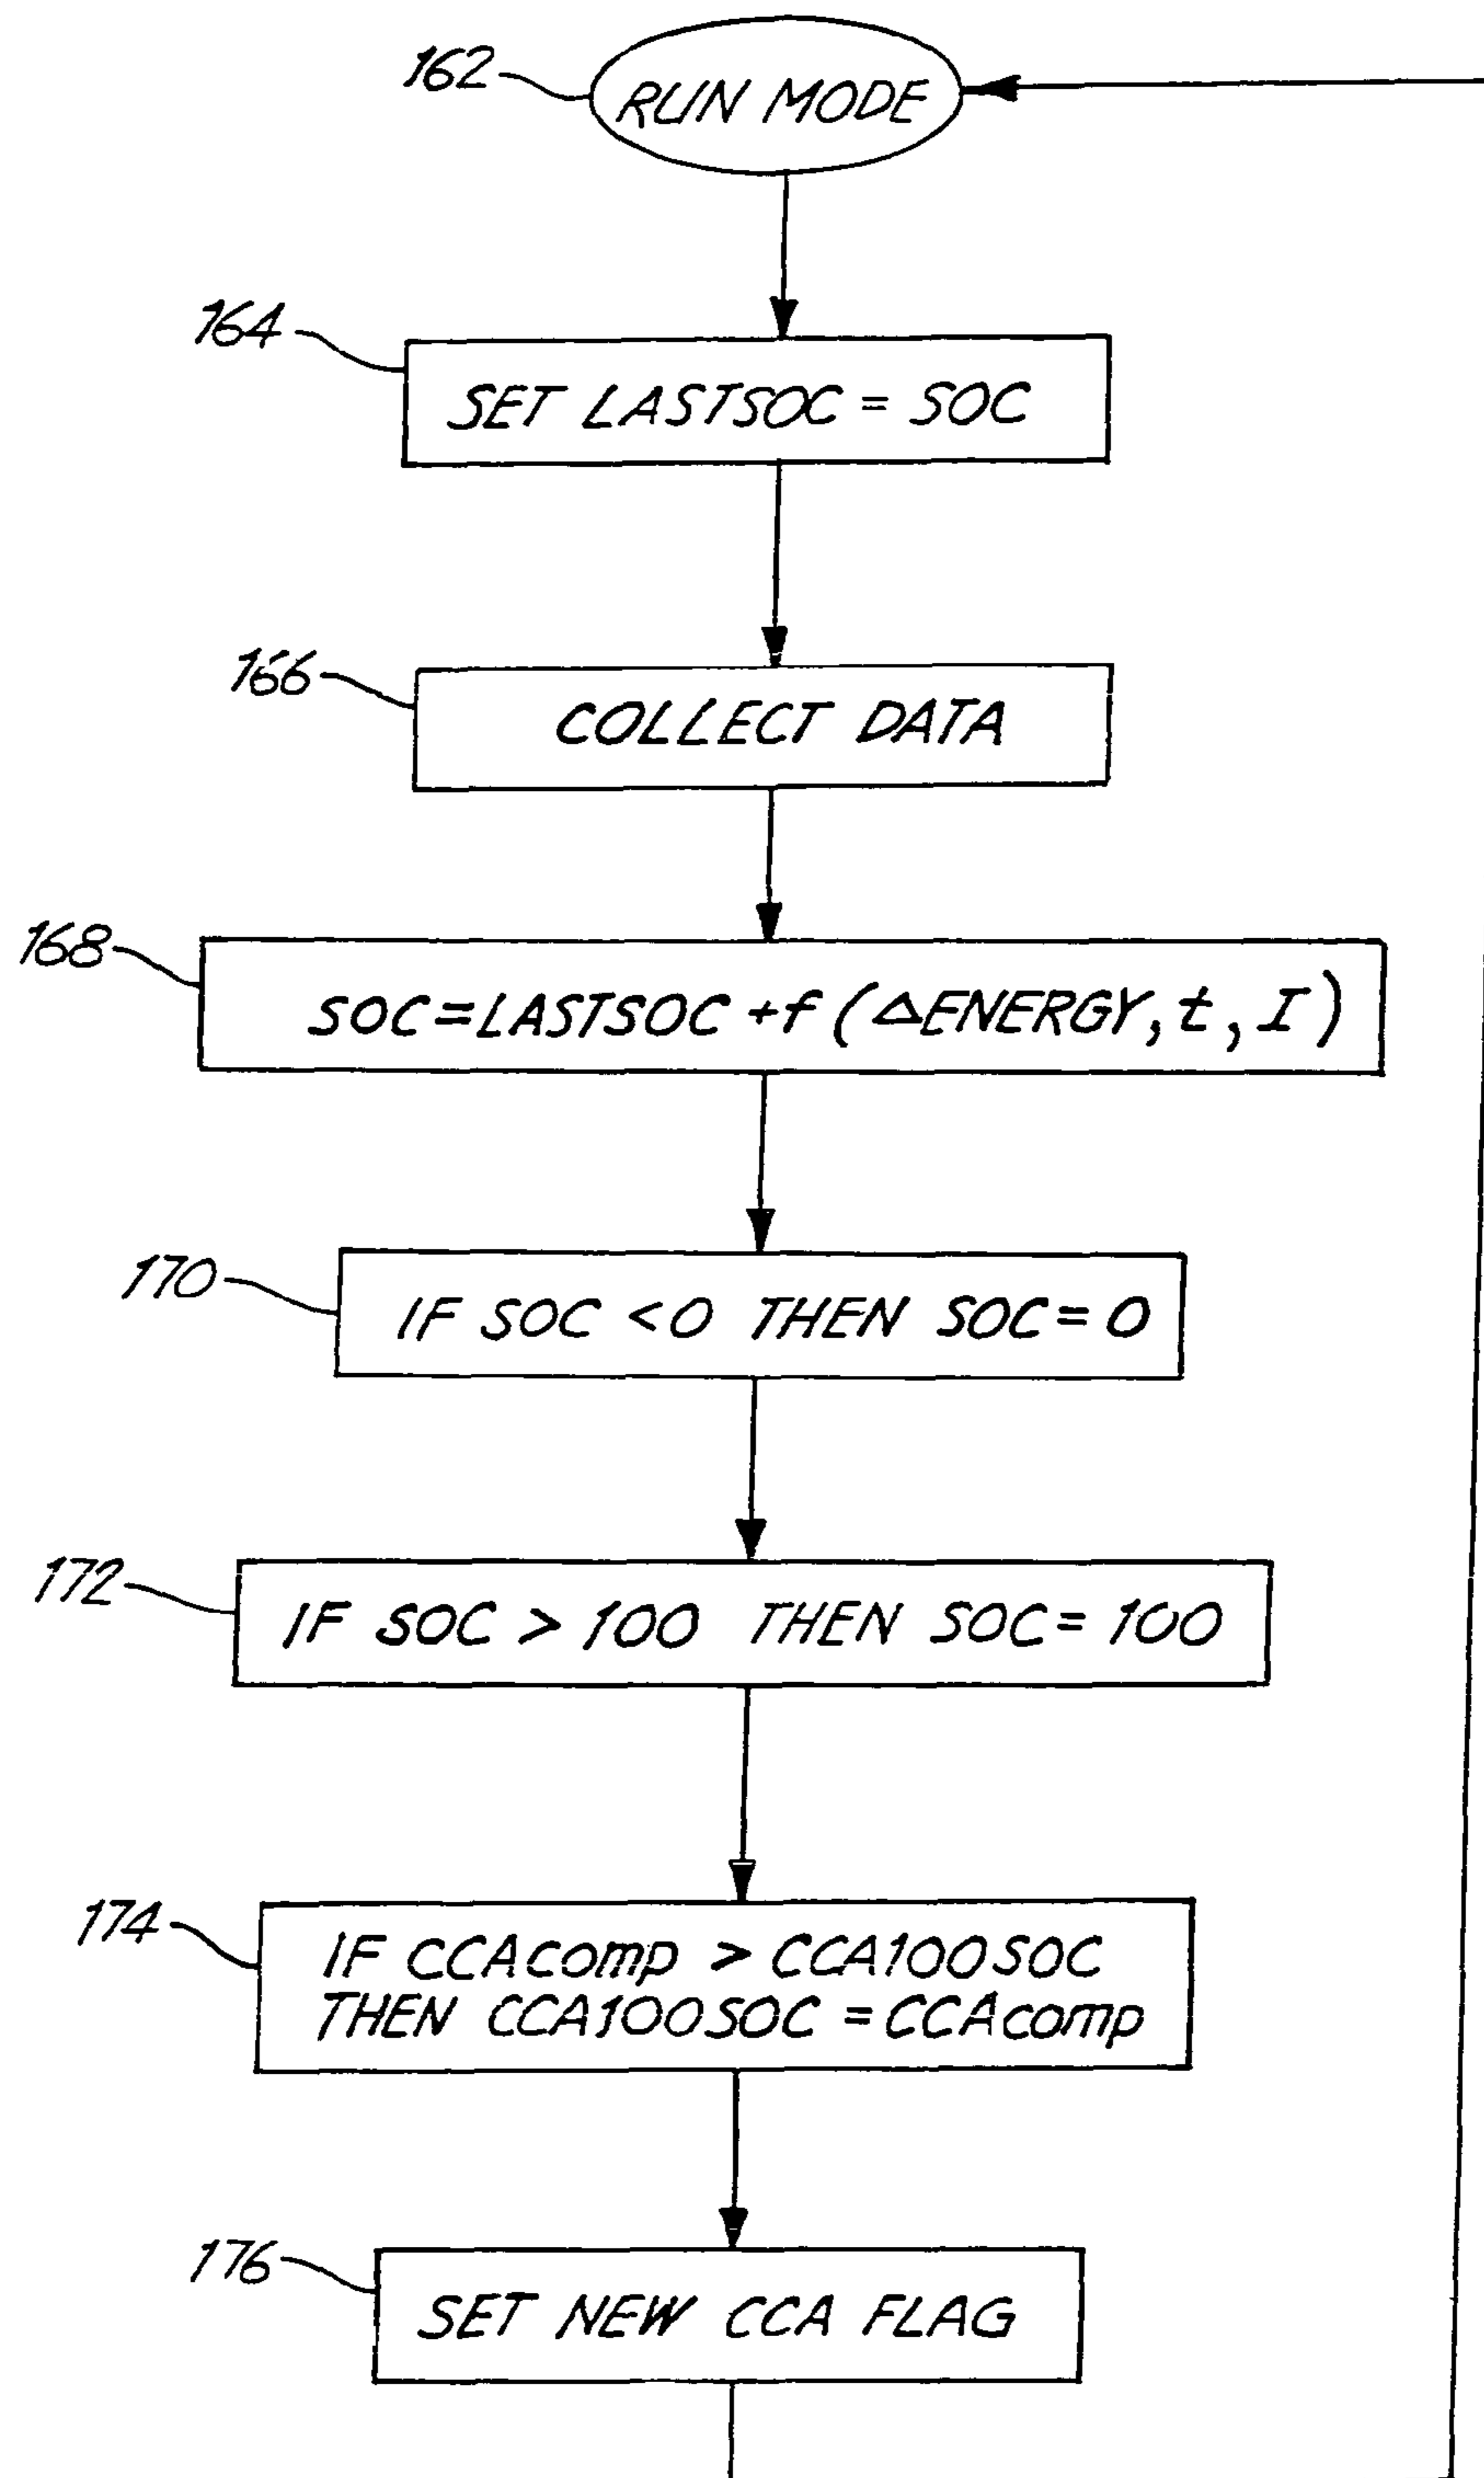 162
RUN MODE
164
SET LASTSOC = SOC
166
COLLECT DATA
168
SOC=LASTSOC +f (ΔENERGY, t, I)
170
IF SOC <0 THEN SOC= 0
172
IF SOC > 100 THEN SOC= 100
174
IF CCAcomp > CCA100SOC
THEN CCA100SOC =CCAcomp
176
SET NEW CCA FLAG